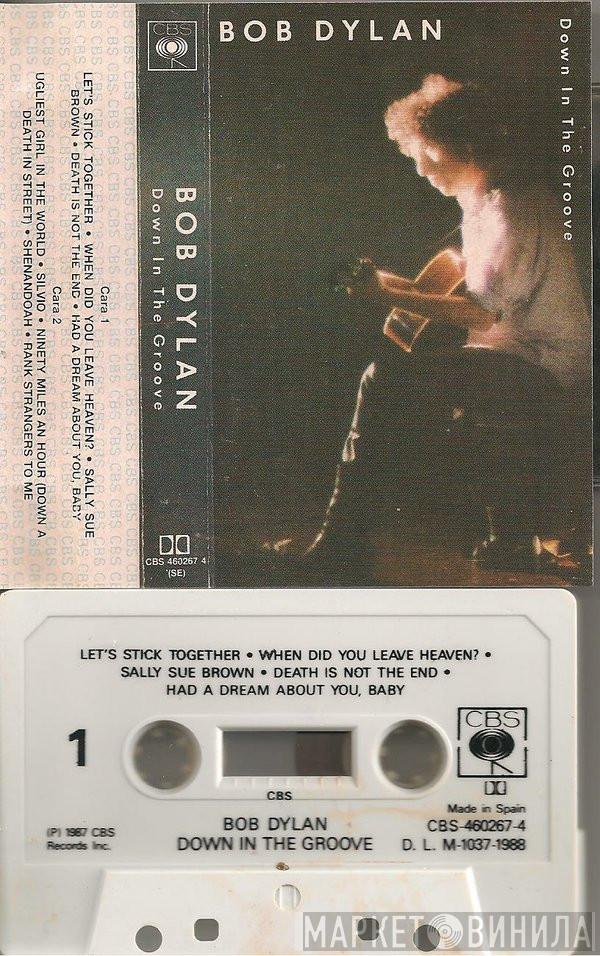 CBS
BOB DYLAN
Down In The Groove
BOB DYLAN
Down In The Groove
CBS 460267 4
(SE)
Cara 1
LET'S STICK TOGETHER • WHEN DID YOU LEAVE HEAVEN? • SALLY SUE
BROWN • DEATH IS NOT THE END • HAD A DREAM ABOUT YOU, BABY
Cara 2
UGLIEST GIRL IN THE WORLD • SILVIO • NINETY MILES AN HOUR (DOWN A
DEATH IN STREET) • SHENANDOAH • RANK STRANGERS TO ME
LET'S STICK TOGETHER • WHEN DID YOU LEAVE HEAVEN? •
SALLY SUE BROWN • DEATH IS NOT THE END •
HAD A DREAM ABOUT YOU, BABY
1
CBS
CBS
Made in Spain
(P) 1987 CBS
Records Inc.
BOB DYLAN
DOWN IN THE GROOVE
CBS-460267-4
D. L. M-1037-1988
МАРКЕТ ВИНИЛА